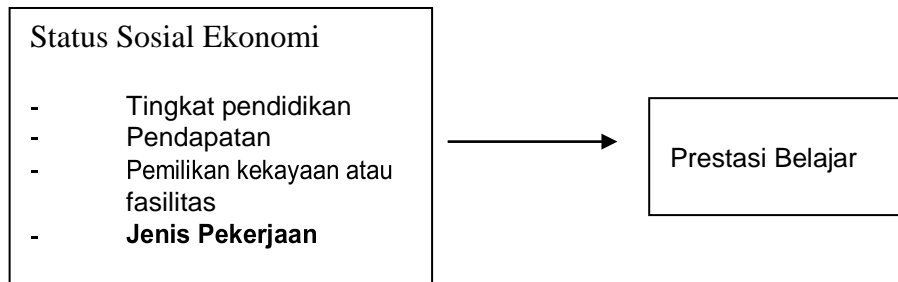 Status Sosial Ekonomi
- Tingkat pendidikan
- Pendapatan
- Pemilikan kekayaan atau
fasilitas
- Jenis Pekerjaan
Prestasi Belajar